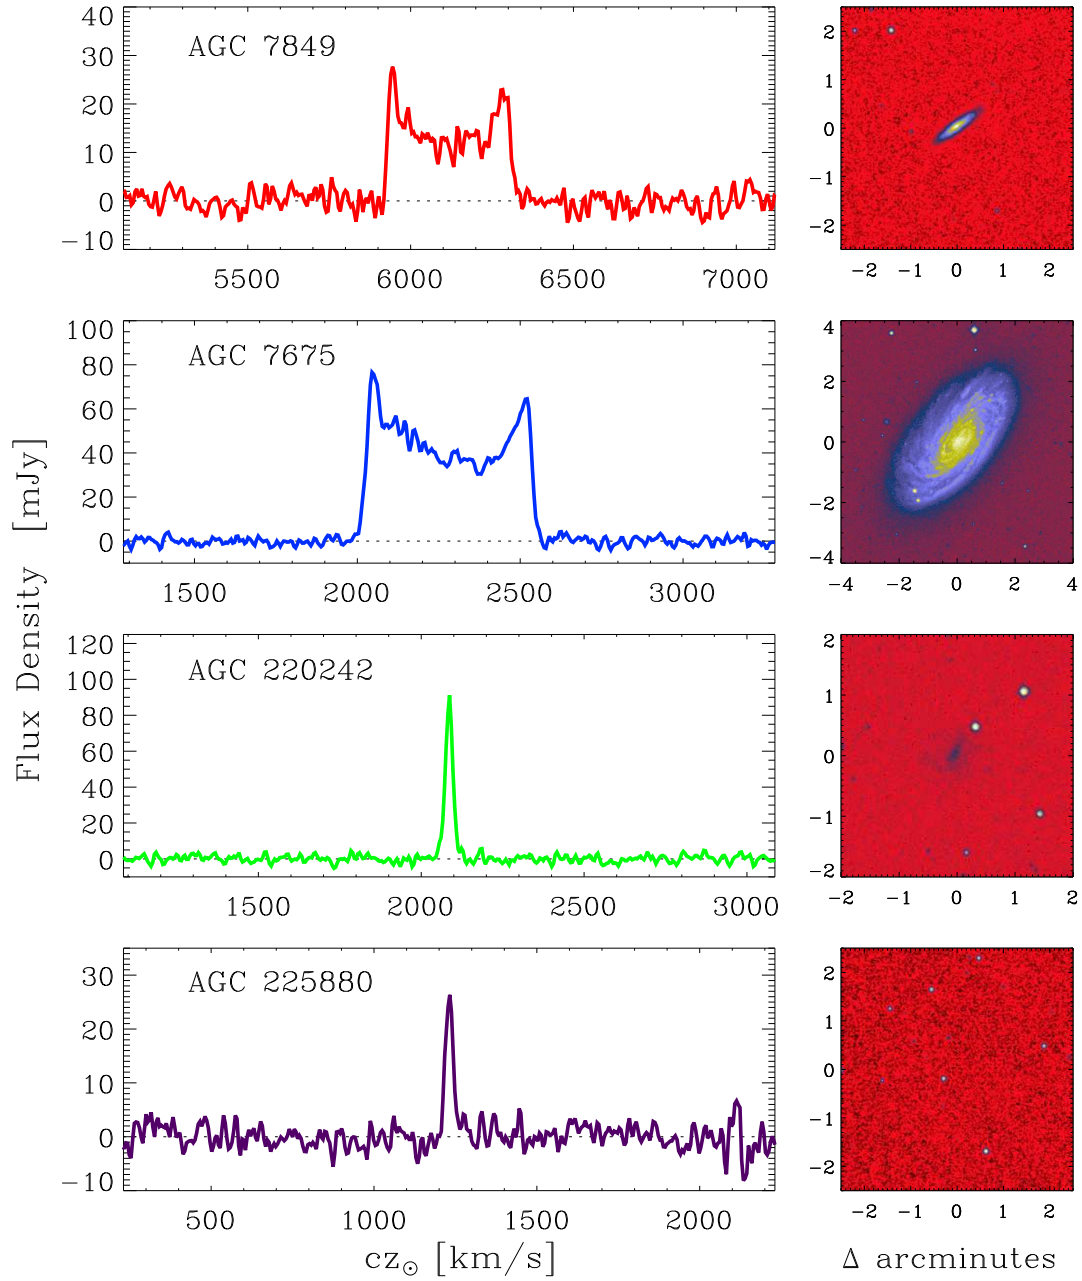 AGC 7849
40
30
20
10
0
−10
5500 6000 6500 7000
2
1
0
−1
−2
−2 −1 0 1 2
AGC 7675
100
80
60
40
20
0
1500 2000 2500 3000
4
2
0
−2
−4
−4 −2 0 2 4
AGC 220242
120
100
80
60
40
20
0
1500 2000 2500 3000
2
1
0
−1
−2
−2 −1 0 1 2
AGC 225880
30
20
10
0
−10
500 1000 1500 2000
2
1
0
−1
−2
−2 −1 0 1 2
Flux Density [mJy]
cz☉ [km/s]
Δ arcminutes